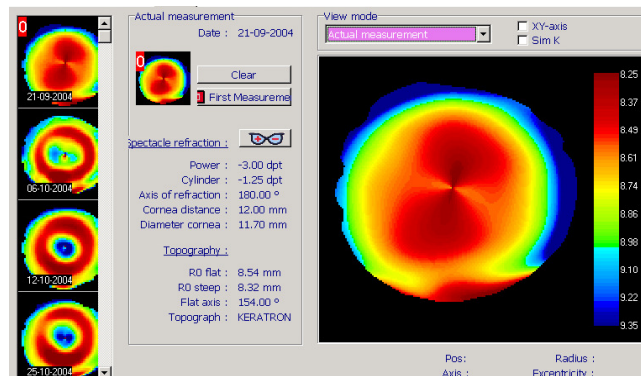 0
21-09-2004
06-10-2004
12-10-2004
25-10-2004
Actual measurement
Date : 21-09-2004
0
Clear
0 First Measureme
Spectacle refraction :
Power : -3.00 dpt
Cylinder : -1.25 dpt
Axis of refraction : 180.00 °
Cornea distance : 12.00 mm
Diameter cornea : 11.70 mm
Topography :
R0 flat : 8.54 mm
R0 steep : 8.32 mm
Flat axis : 154.00 °
Topograph : KERATRON
View mode
Actual measurement
XY-axis
Sim K
8.25
8.37
8.49
8.61
8.74
8.86
9.98
9.10
9.22
9.35
Pos:
Radius :
Axis :
Excentricity :